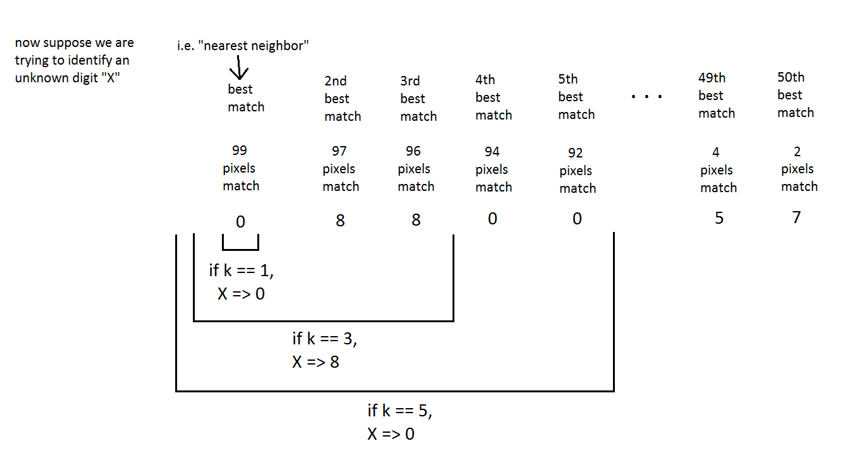 now suppose we are
trying to identify an
unknown digit "X"
i.e. "nearest neighbor"
best
match
2nd
best
match
3rd
best
match
4th
best
match
5th
best
match
. . .
49th
best
match
50th
best
match
99
pixels
match
97
pixels
match
96
pixels
match
94
pixels
match
92
pixels
match
4
pixels
match
2
pixels
match
0
8
8
0
0
5
7
if k == 1,
X => 0
if k == 3,
X => 8
if k == 5,
X => 0